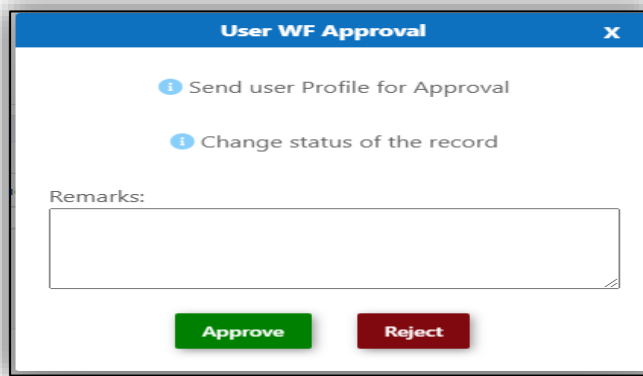 User WF Approval X
Send user Profile for Approval
Change status of the record
Remarks:
Approve Reject